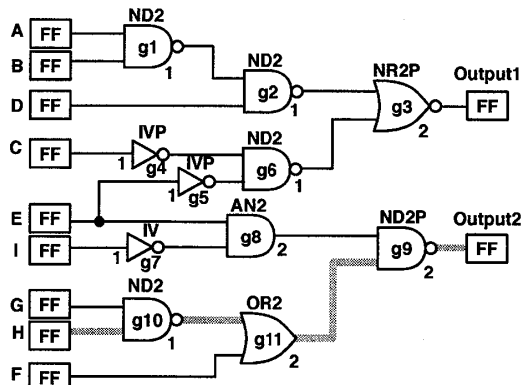 ND2
A FF
g1
1
B FF
ND2
g2
1
D FF
NR2P
g3
2
Output1
FF
C FF
IVP
1
g4
IVP
1
g5
ND2
g6
1
E FF
AN2
g8
2
I FF
IV
1
g7
ND2P
g9
2
Output2
FF
ND2
G FF
g10
1
H FF
OR2
g11
2
F FF